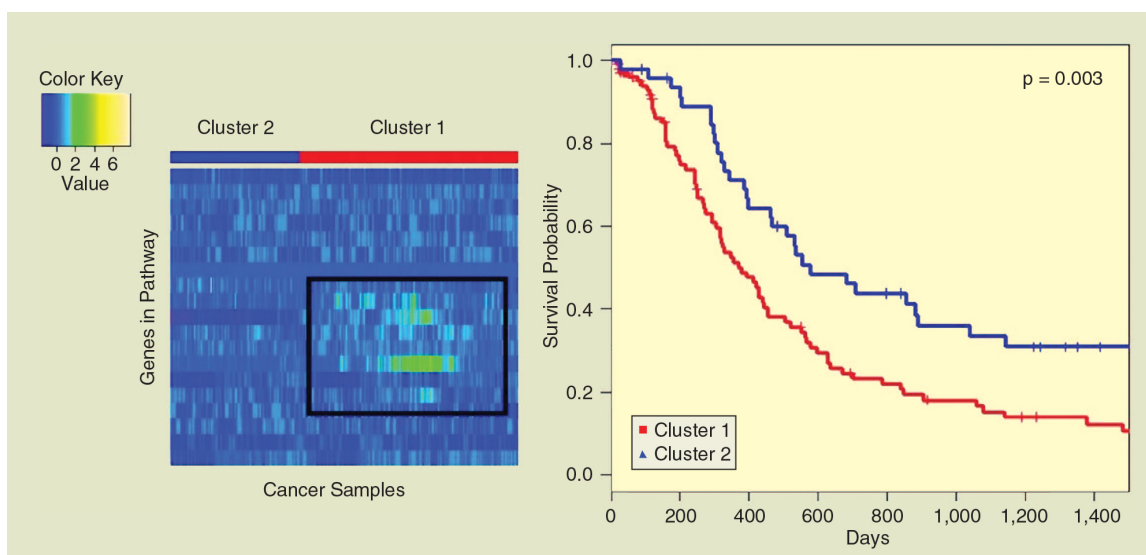 Color Key
0 2 4 6
Value
Cluster 2 Cluster 1
Genes in Pathway
Cancer Samples
Survival Probability
1.0
0.8
0.6
0.4
0.2
0.0
p = 0.003
Cluster 1
Cluster 2
0 200 400 600 800 1,000 1,200 1,400
Days